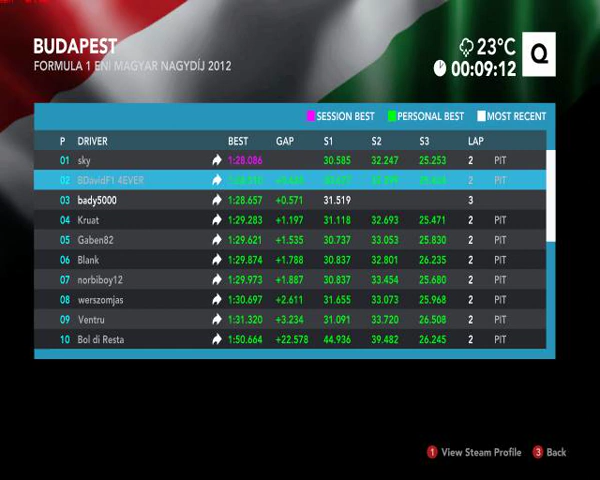 BUDAPEST
FORMULA 1 ENI MAGYAR NAGYDÍJ 2012
23°C
00:09:12
Q
SESSION BEST PERSONAL BEST MOST RECENT
P DRIVER BEST GAP S1 S2 S3 LAP
01 sky 1:28.086 30.585 32.247 25.253 2 PIT
02 BDavidF1 4EVER 2 PIT
03 bady5000 1:28.657 +0.571 31.519 3
04 Kruat 1:29.283 +1.197 31.118 32.693 25.471 2 PIT
05 Gaben82 1:29.621 +1.535 30.737 33.053 25.830 2 PIT
06 Blank 1:29.874 +1.788 30.837 32.801 26.235 2 PIT
07 norbiboy12 1:29.973 +1.887 30.837 33.454 25.680 2 PIT
08 werszomjas 1:30.697 +2.611 31.655 33.073 25.968 2 PIT
09 Ventru 1:31.320 +3.234 31.091 33.720 26.508 2 PIT
10 Bol di Resta 1:50.664 +22.578 44.936 39.482 26.245 2 PIT
1 View Steam Profile 3 Back